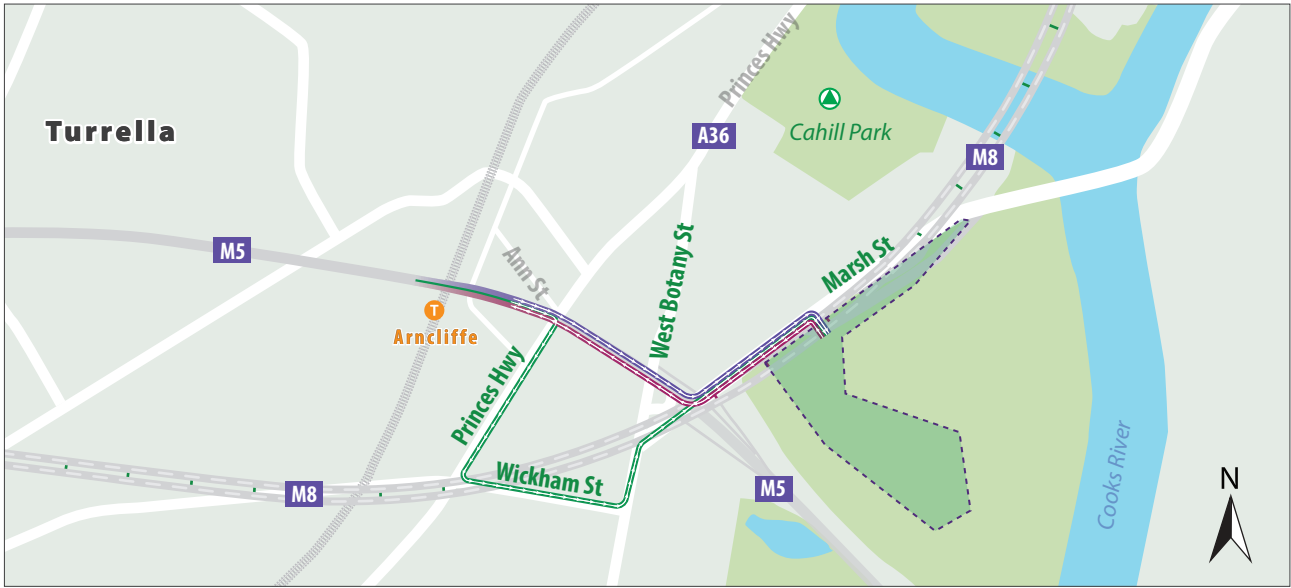 Princes Hwy
A36
Cahill Park
Turrella
M8
M5
Ann St
West Botany St
Marsh St
T
Arncliffe
Princes Hwy
Wickham St
M8
M5
Cooks River
N